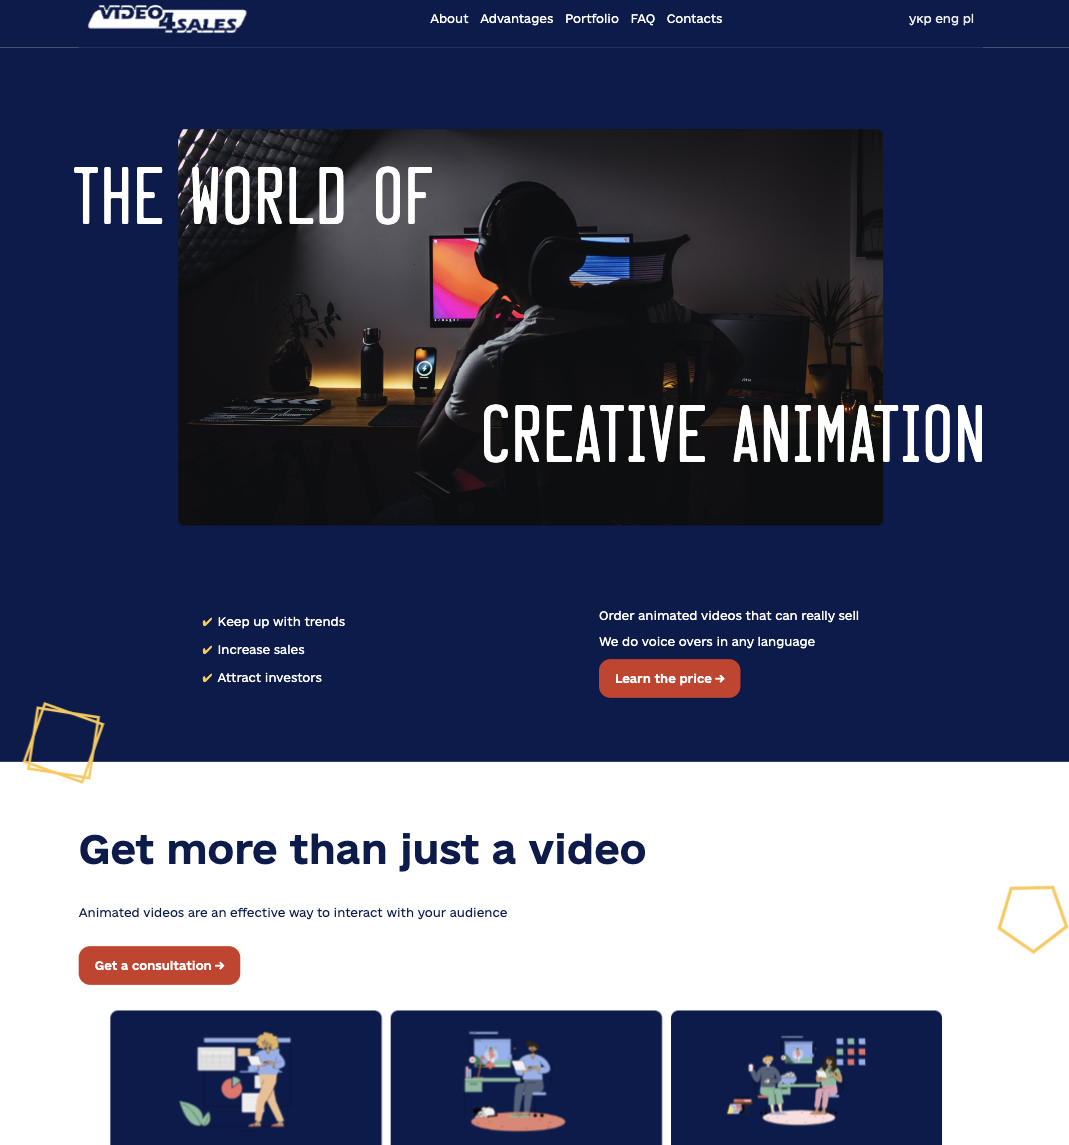 VIDEO
4SALES
About Advantages Portfolio FAQ Contacts
укр eng pl
THE WORLD OF
CREATIVE ANIMATION
✔ Keep up with trends
✔ Increase sales
✔ Attract investors
Order animated videos that can really sell
We do voice overs in any language
Learn the price →
Get more than just a video
Animated videos are an effective way to interact with your audience
Get a consultation →